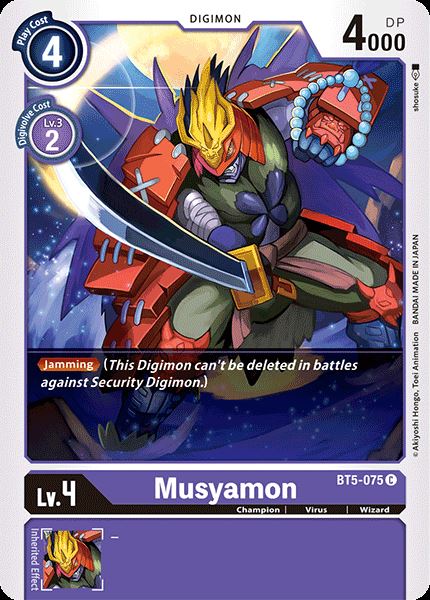 Play Cost
4
DIGIMON
4000
DP
Digivolve Cost
Lv.3
2
shosuke
© Akiyoshi Hongo, Toei Animation BANDAI MADE IN JAPAN
Jamming (This Digimon can't be deleted in battles
against Security Digimon.)
Lv.4
Musyamon
BT5-075 C
Champion | Virus | Wizard
Inherited Effect
–